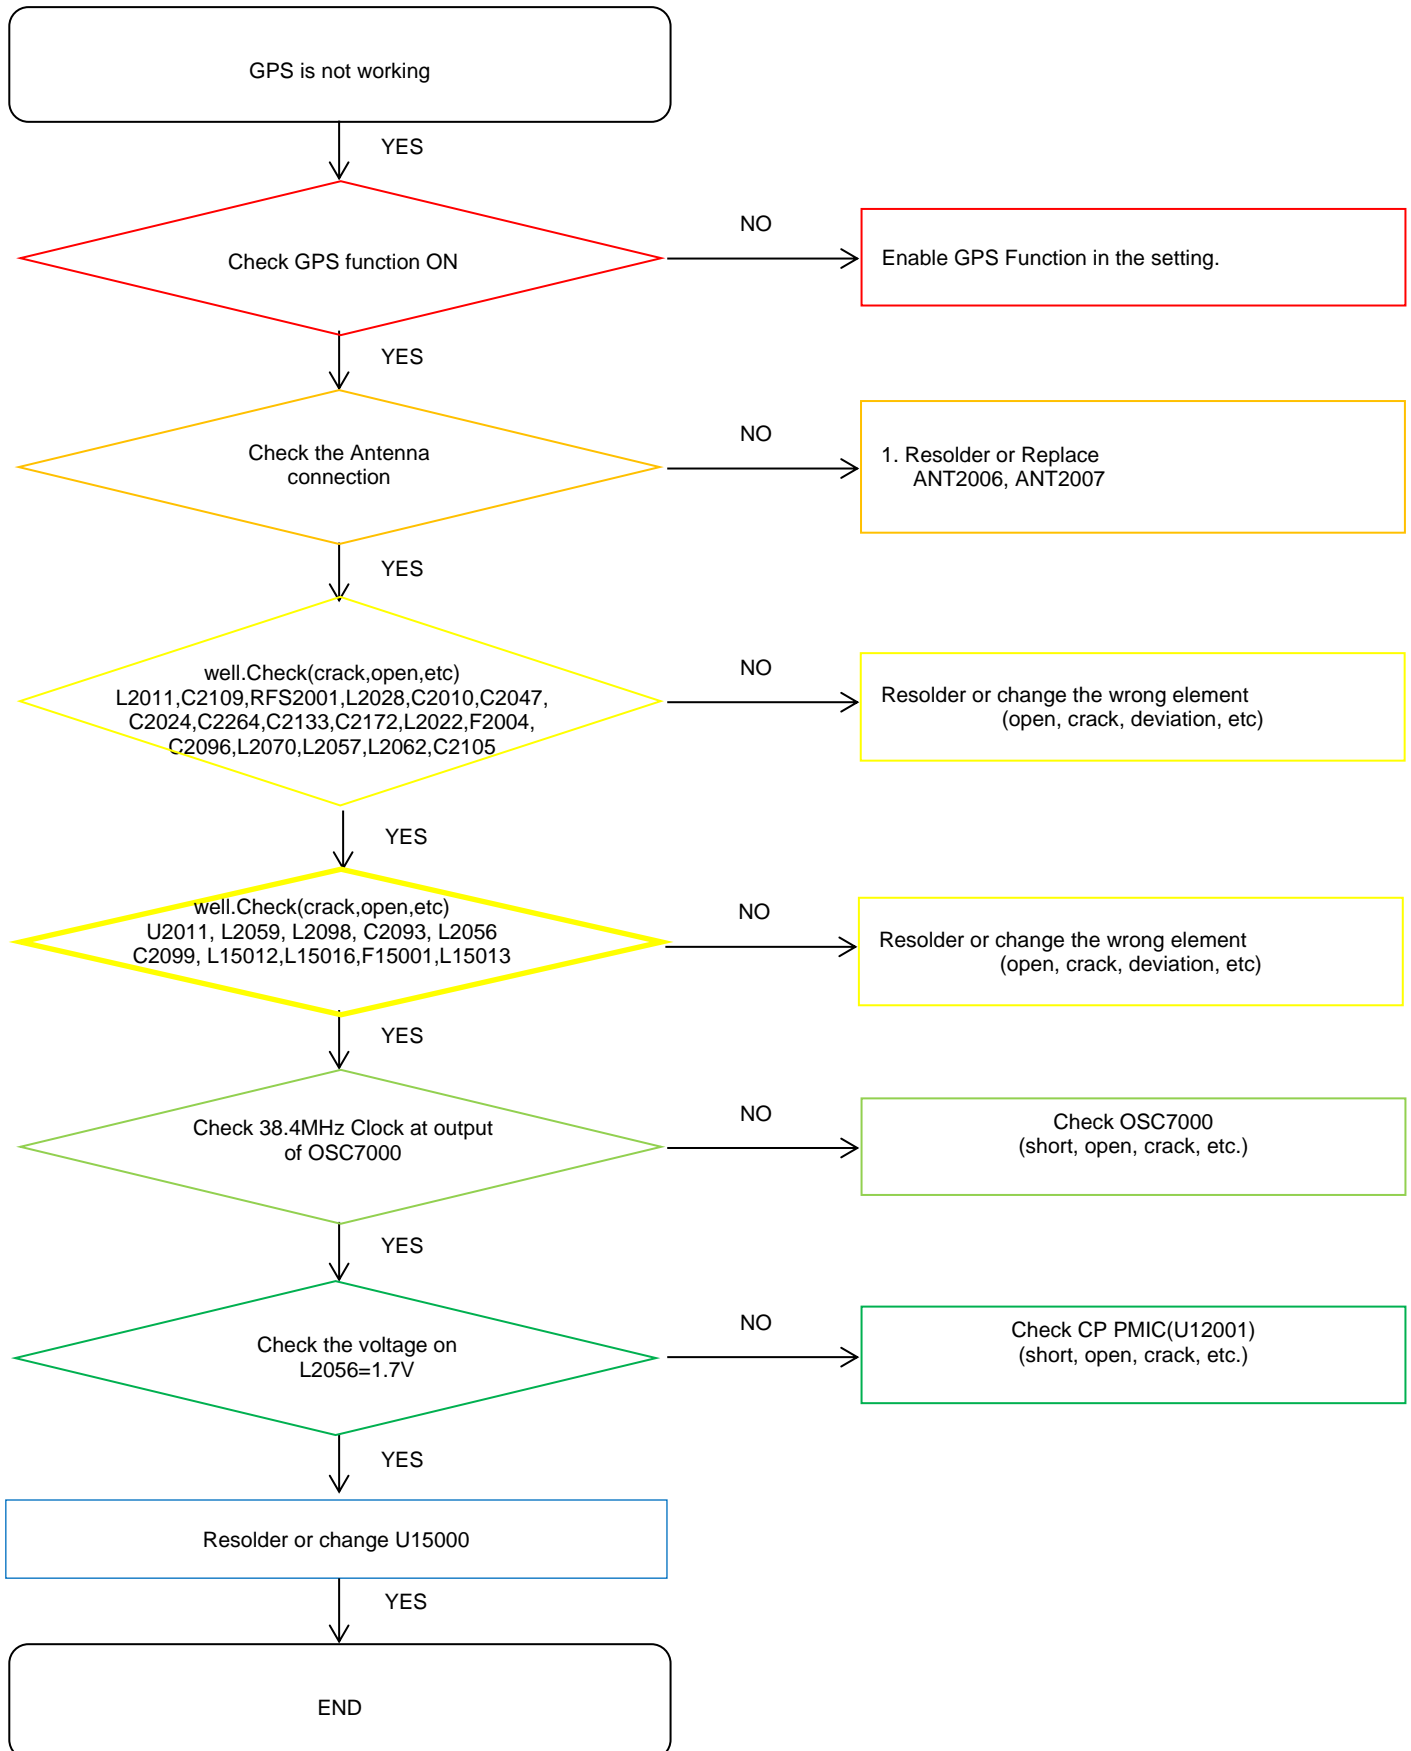 GPS is not working
YES
Check GPS function ON
NO
Enable GPS Function in the setting.
YES
Check the Antenna
connection
NO
1. Resolder or Replace
ANT2006, ANT2007
YES
well.Check(crack,open,etc)
L2011,C2109,RFS2001,L2028,C2010,C2047,
C2024,C2264,C2133,C2172,L2022,F2004,
C2096,L2070,L2057,L2062,C2105
NO
Resolder or change the wrong element
(open, crack, deviation, etc)
YES
well.Check(crack,open,etc)
U2011, L2059, L2098, C2093, L2056
C2099, L15012,L15016,F15001,L15013
NO
Resolder or change the wrong element
(open, crack, deviation, etc)
YES
Check 38.4MHz Clock at output
of OSC7000
NO
Check OSC7000
(short, open, crack, etc.)
YES
Check the voltage on
L2056=1.7V
NO
Check CP PMIC(U12001)
(short, open, crack, etc.)
YES
Resolder or change U15000
YES
END